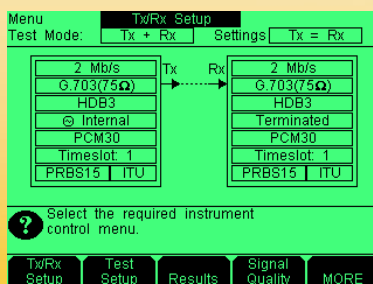 Menu Tx/Rx Setup
Test Mode: Tx + Rx Settings Tx = Rx
2 Mb/s Tx Rx 2 Mb/s
G.703(75Ω) G.703(75Ω)
HDB3 HDB3
Internal Terminated
PCM30 PCM30
Timeslot: 1 Timeslot: 1
PRBS15 ITU PRBS15 ITU
? Select the required instrument
control menu.
Tx/Rx Test Signal
Setup Setup Results Quality MORE